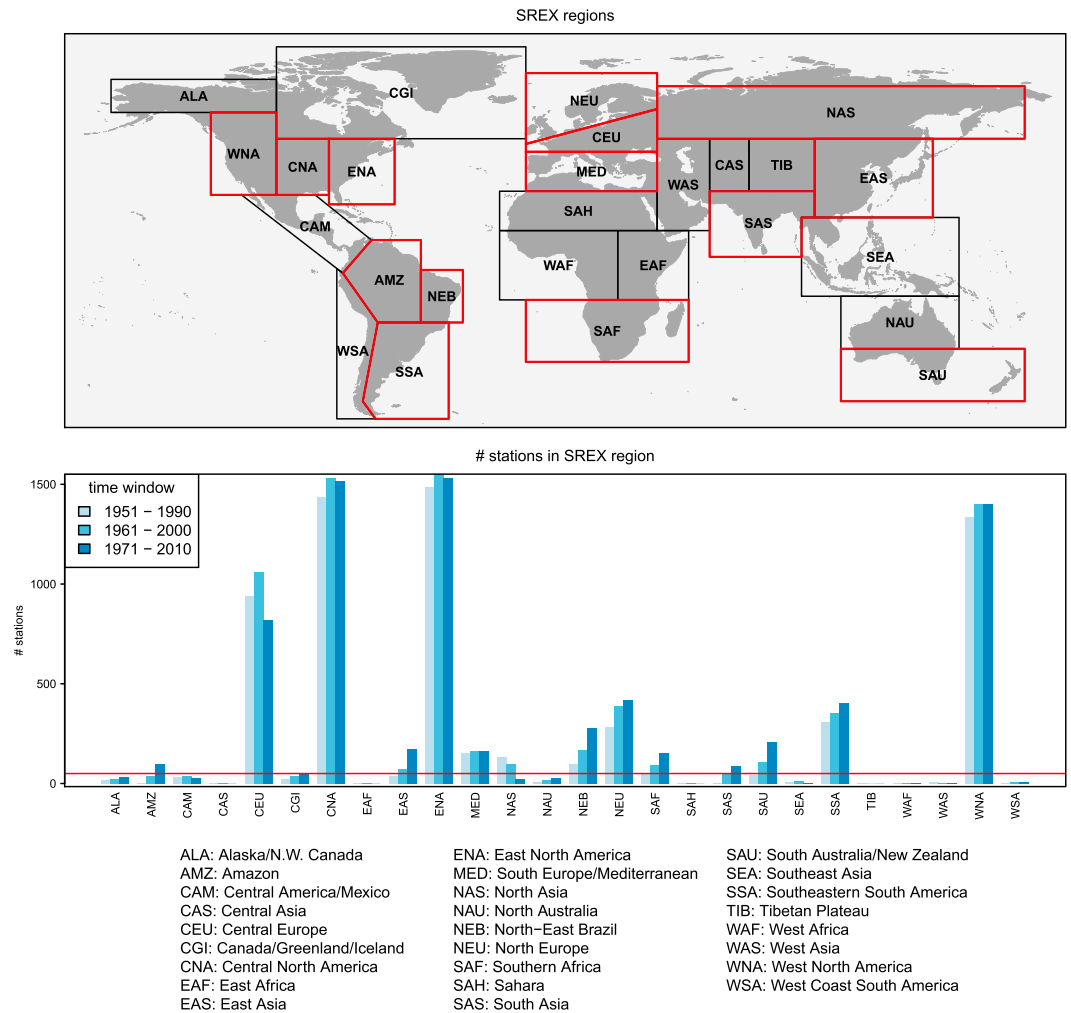 SREX regions
ALA
CGI
NEU
NAS
CEU
WNA
CNA
ENA
MED
WAS
CAS
TIB
EAS
SAH
CAM
SAS
WAF
EAF
SEA
AMZ
NEB
SAF
NAU
WSA
SSA
SAU
# stations in SREX region
time window
1951 − 1990
1961 − 2000
1971 − 2010
# stations
1500
1000
500
0
ALA AMZ CAM CAS CEU CGI CNA EAF EAS ENA MED NAS NAU NEB NEU SAF SAH SAS SAU SEA SSA TIB WAF WAS WNA WSA
ALA: Alaska/N.W. Canada
AMZ: Amazon
CAM: Central America/Mexico
CAS: Central Asia
CEU: Central Europe
CGI: Canada/Greenland/Iceland
CNA: Central North America
EAF: East Africa
EAS: East Asia
ENA: East North America
MED: South Europe/Mediterranean
NAS: North Asia
NAU: North Australia
NEB: North−East Brazil
NEU: North Europe
SAF: Southern Africa
SAH: Sahara
SAS: South Asia
SAU: South Australia/New Zealand
SEA: Southeast Asia
SSA: Southeastern South America
TIB: Tibetan Plateau
WAF: West Africa
WAS: West Asia
WNA: West North America
WSA: West Coast South America